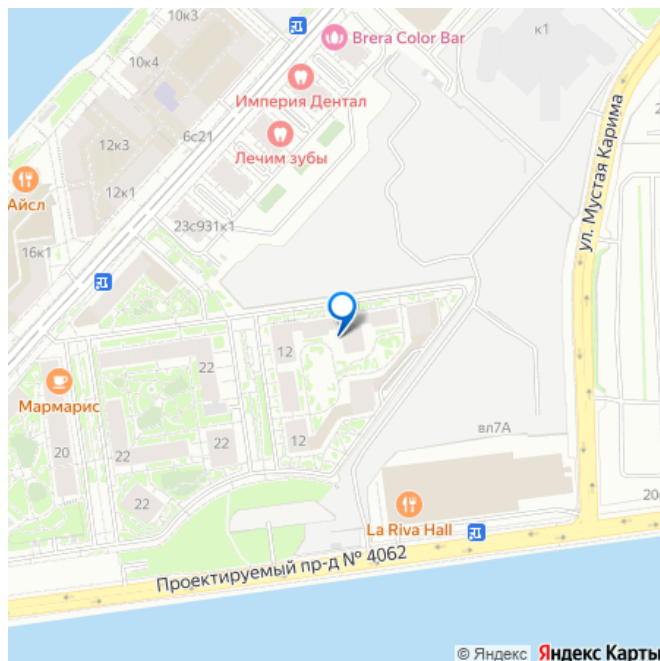 10к3
к1
Brera Color Bar
10к4
Империя Дентал
6с21
12к3
Лечим зубы
ул. Мустая Карима
Айсл
12к1
23с931к1
16к1
12
22
Мармарис
вл7А
20
22
22
12
22
La Riva Hall
Проектируемый пр-д № 4062
© Яндекс Яндекс Карты